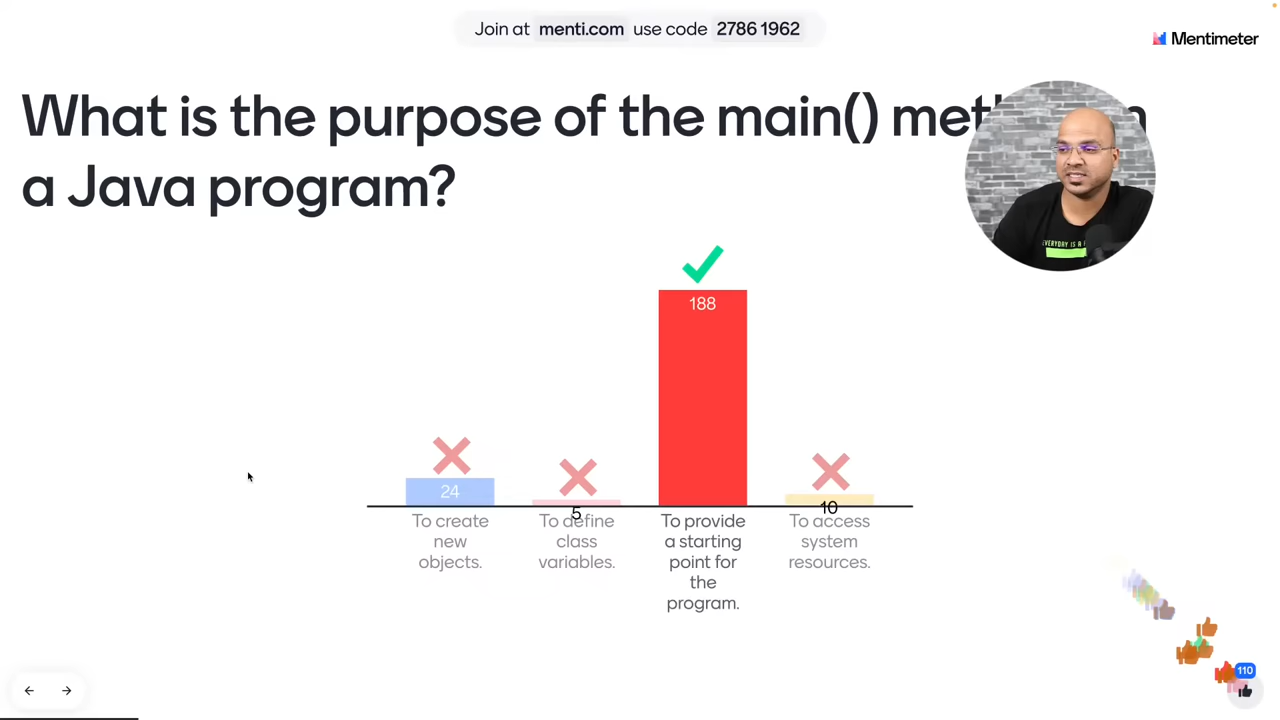 Join at menti.com use code 2786 1962
Mentimeter
What is the purpose of the main()
a Java program?
EVERYDAY IS A
188
24
5
10
To create
new
objects.
To define
class
variables.
To provide
a starting
point for
the
program.
To access
system
resources.
110